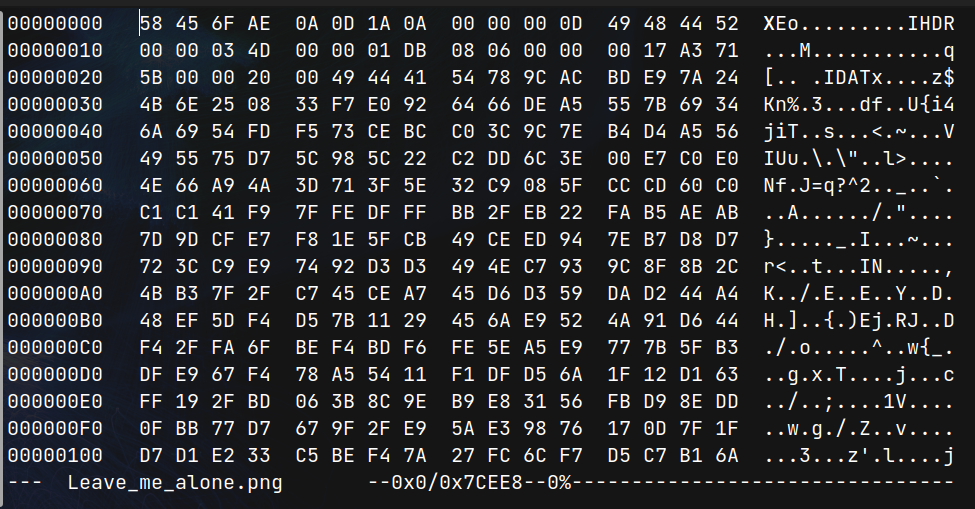 00000000   58 45 6F AE  0A 0D 1A 0A  00 00 00 0D  49 48 44 52  XEo.........IHDR
00000010   00 00 03 4D  00 00 01 DB  08 06 00 00  00 17 A3 71  ...M...........q
00000020   5B 00 00 20  00 49 44 41  54 78 9C AC  BD E9 7A 24  [.. .IDATx....z$
00000030   4B 6E 25 08  33 F7 E0 92  64 66 DE A5  55 7B 69 34  Kn%.3...df..U{i4
00000040   6A 69 54 FD  F5 73 CE BC  C0 3C 9C 7E  B4 D4 A5 56  jiT..s...<.~...V
00000050   49 55 75 D7  5C 98 5C 22  C2 DD 6C 3E  00 E7 C0 E0  IUu.\.\"..l>....
00000060   4E 66 A9 4A  3D 71 3F 5E  32 C9 08 5F  CC CD 60 C0  Nf.J=q?^2.._..`.
00000070   C1 C1 41 F9  7F FE DF FF  BB 2F EB 22  FA B5 AE AB  ..A....../."....
00000080   7D 9D CF E7  F8 1E 5F CB  49 CE ED 94  7E B7 D8 D7  }....._.I...~...
00000090   72 3C C9 E9  74 92 D3 D3  49 4E C7 93  9C 8F 8B 2C  r<..t...IN.....,
000000A0   4B B3 7F 2F  C7 45 CE A7  45 D6 D3 59  DA D2 44 A4  K../.E..E..Y..D.
000000B0   48 EF 5D F4  D5 7B 11 29  45 6A E9 52  4A 91 D6 44  H.]..{.)Ej.RJ..D
000000C0   F4 2F FA 6F  BE F4 BD F6  FE 5E A5 E9  77 7B 5F B3  ./.o.....^..w{_.
000000D0   DF E9 67 F4  78 A5 54 11  F1 DF D5 6A  1F 12 D1 63  ..g.x.T....j...c
000000E0   FF 19 2F BD  06 3B 8C 9E  B9 E8 31 56  FB D9 8E DD  ../..;....1V....
000000F0   0F BB 77 D7  67 9F 2F E9  5A E3 98 76  17 0D 7F 1F  ..w.g./.Z..v....
00000100   D7 D1 E2 33  C5 BE F4 7A  27 FC 6C F7  D5 C7 B1 6A  ...3...z'.l....j
---  Leave_me_alone.png       --0x0/0x7CEE8--0%--------------------------------